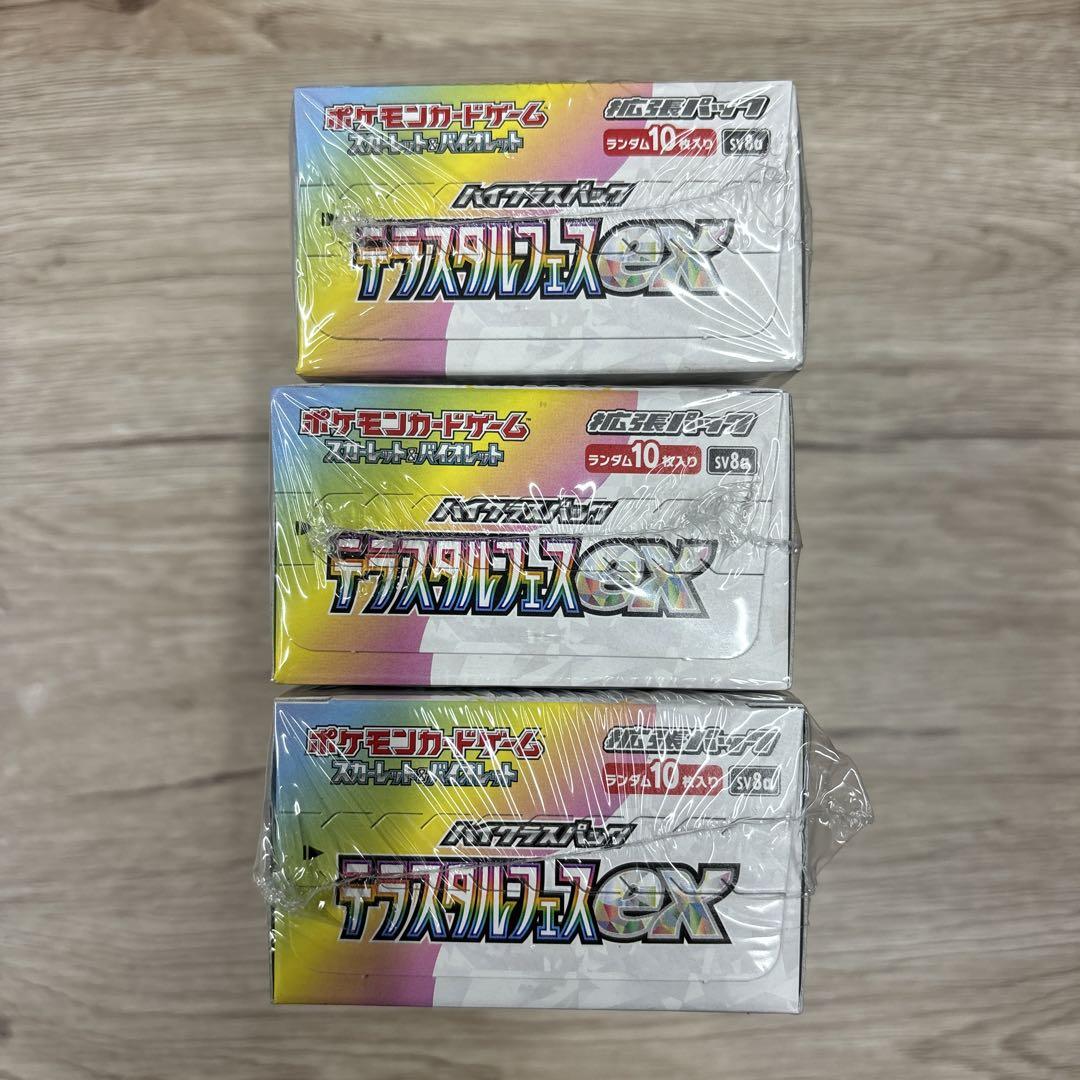 ポケモンカードゲーム 拡張パック
スカーレット&バイオレット ランダム10枚入り SV8a
ハイクラスパック
テラスタルフェスex
ポケモンカードゲーム™ 拡張パック
スカーレット&バイオレット ランダム10枚入り SV8a
ハイクラスパック
テラスタルフェスex
ポケモンカードゲーム 拡張パック
スカーレット&バイオレット ランダム10枚入り SV8a
ハイクラスパック
テラスタルフェスex